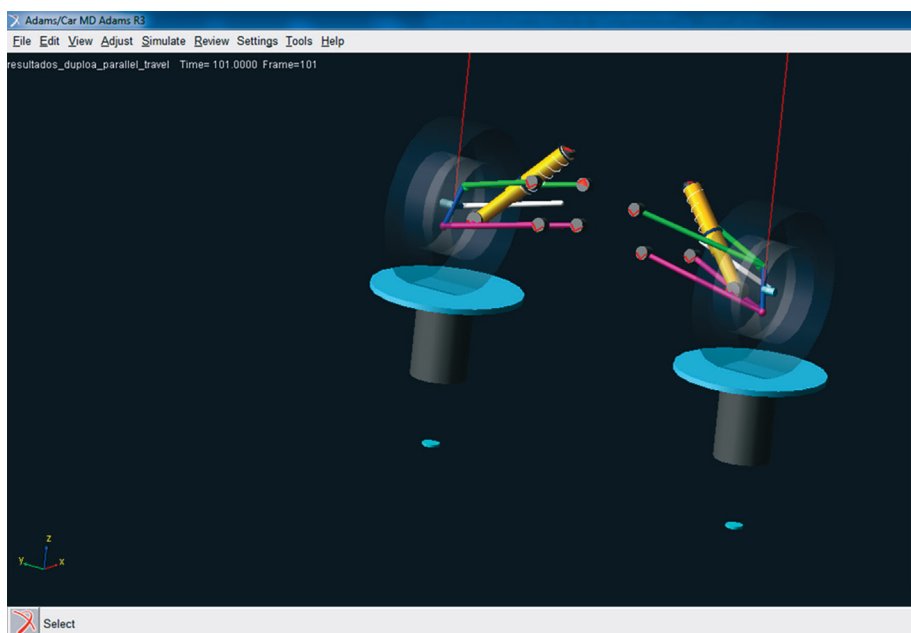 Adams/Car MD Adams R3
File Edit View Adjust Simulate Review Settings Tools Help
resultados_duploa_parallel_travel Time= 101.0000 Frame=101
z
y x
Select